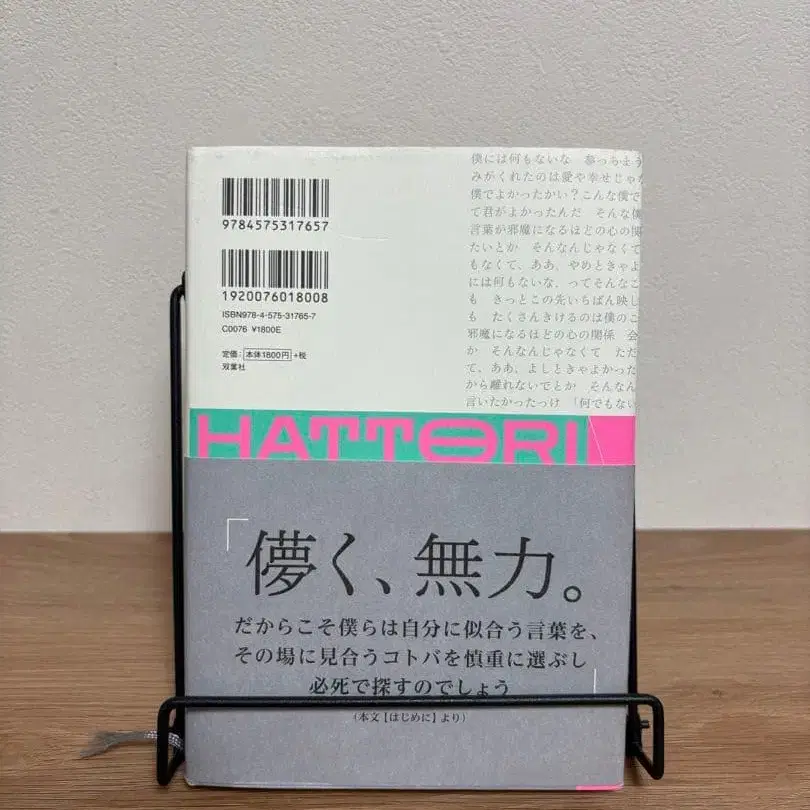 9784575317657
1920076018008
ISBN978-4-575-31765-7
C0076 ¥1800E
定価:本体1800円+税
双葉社
僕には何もないな 参っちまう
みがくれたのは愛や幸せじゃな
僕でよかったかい?こんな僕で
て君がよかったんだ そんな僕
言葉が邪魔になるほどの心の関
たいとか そんなんじゃなくて
もなくて、ああ、やめときゃよ
には何もないな、ってそんなこ
も きっとこの先いちばん映し
も たくさんきけるのは僕のこ
邪魔になるほどの心の関係 会
か そんなんじゃなくて ただ
て、ああ、よしときゃよかった
から離れないでとか そんなん
言いたかったっけ 「何でもない
HATTORI
「儚く、無力。
だからこそ僕らは自分に似合う言葉を、
その場に見合うコトバを慎重に選ぶし
必死で探すのでしょう」
(本文【はじめに】より)